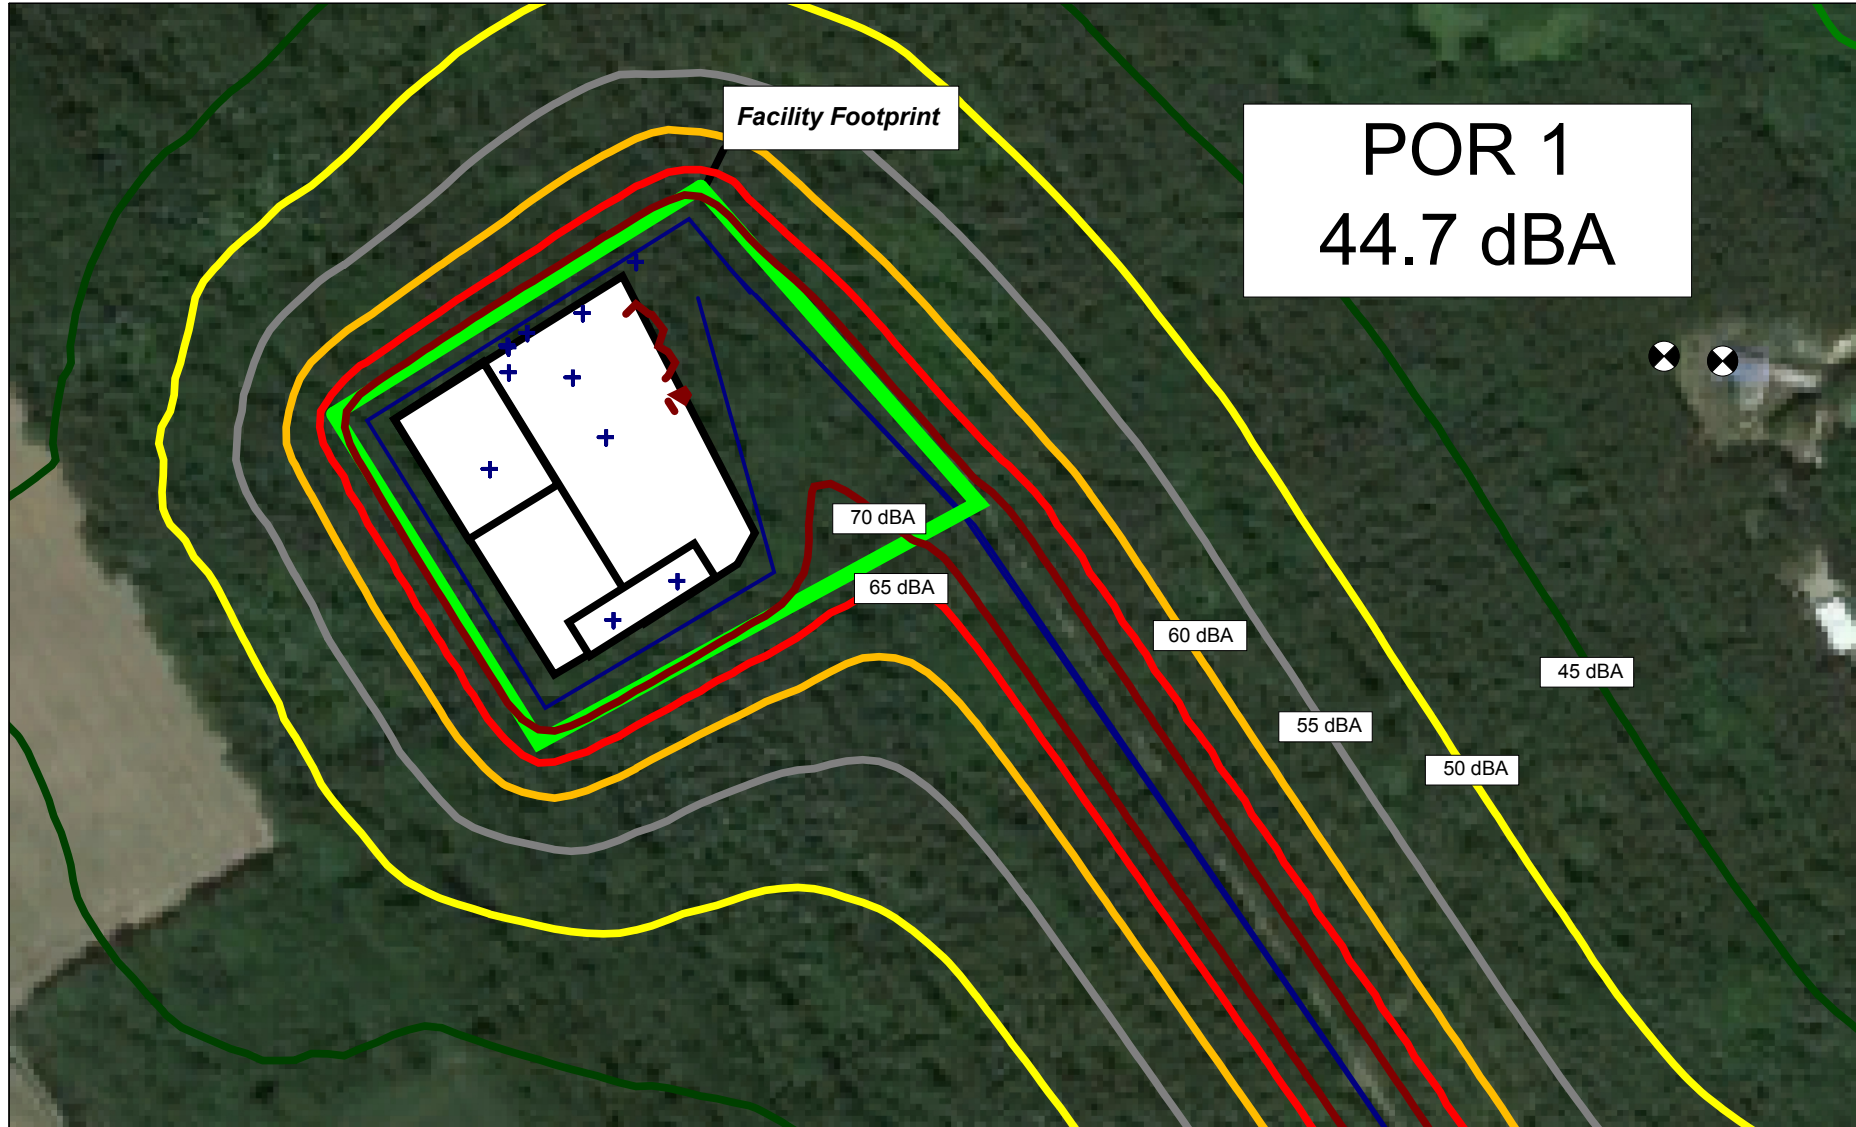 Facility Footprint
POR 1
44.7 dBA
70 dBA
65 dBA
60 dBA
45 dBA
55 dBA
50 dBA